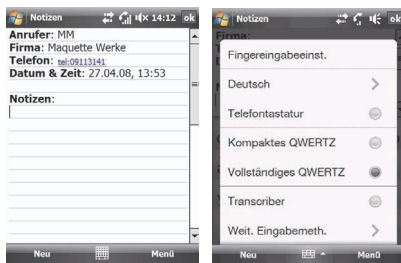 Notizen 14:12 ok
Anrufer: MM
Firma: Maquette Werke
Telefon: tel:09113141
Datum & Zeit: 27.04.08, 13:53
Notizen:
Neu Menü
Notizen ok
Firma:
Fingereingabeeinst.
Deutsch
Telefontastatur
Kompaktes QWERTZ
Vollständiges QWERTZ
Transcriber
Weit. Eingabemeth.
Neu Menü